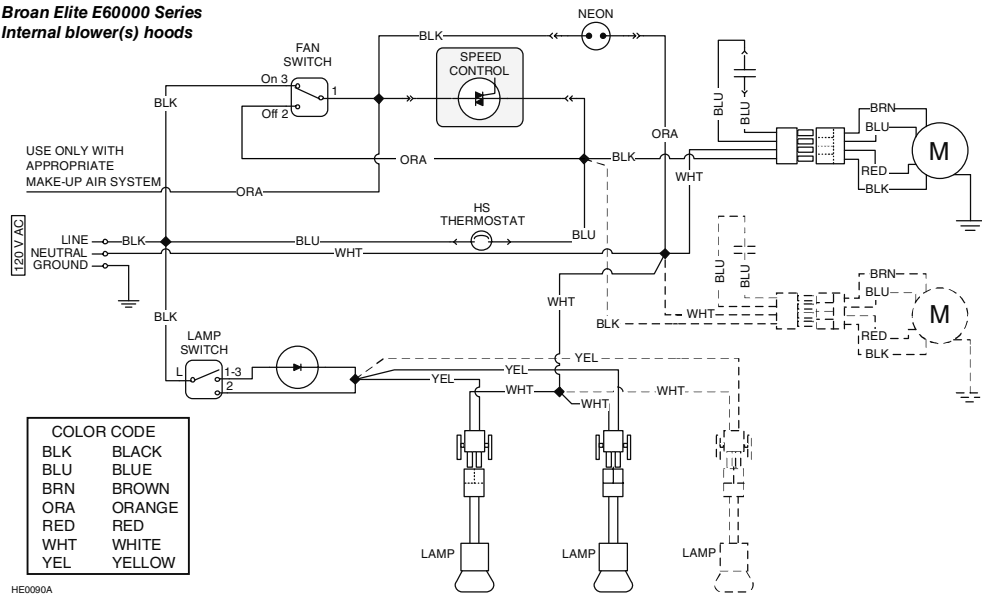 Broan Elite E60000 Series
Internal blower(s) hoods
NEON
BLK
FAN
SWITCH
On 3
1
Off 2
SPEED
CONTROL
BLK
BLU
BLU
ORA
BRN
BLU
RED
BLK
M
USE ONLY WITH
APPROPRIATE
MAKE-UP AIR SYSTEM
ORA
ORA
BLK
WHT
HS
THERMOSTAT
120 V AC
LINE
NEUTRAL
GROUND
BLK
BLU
BLU
WHT
BLU
BLU
WHT
BLK
WHT
BLK
BRN
BLU
RED
BLK
M
LAMP
SWITCH
L
1-3
2
YEL
YEL
YEL
WHT
WHT
WHT
LAMP
LAMP
LAMP
COLOR CODE
BLK BLACK
BLU BLUE
BRN BROWN
ORA ORANGE
RED RED
WHT WHITE
YEL YELLOW
HE0090A